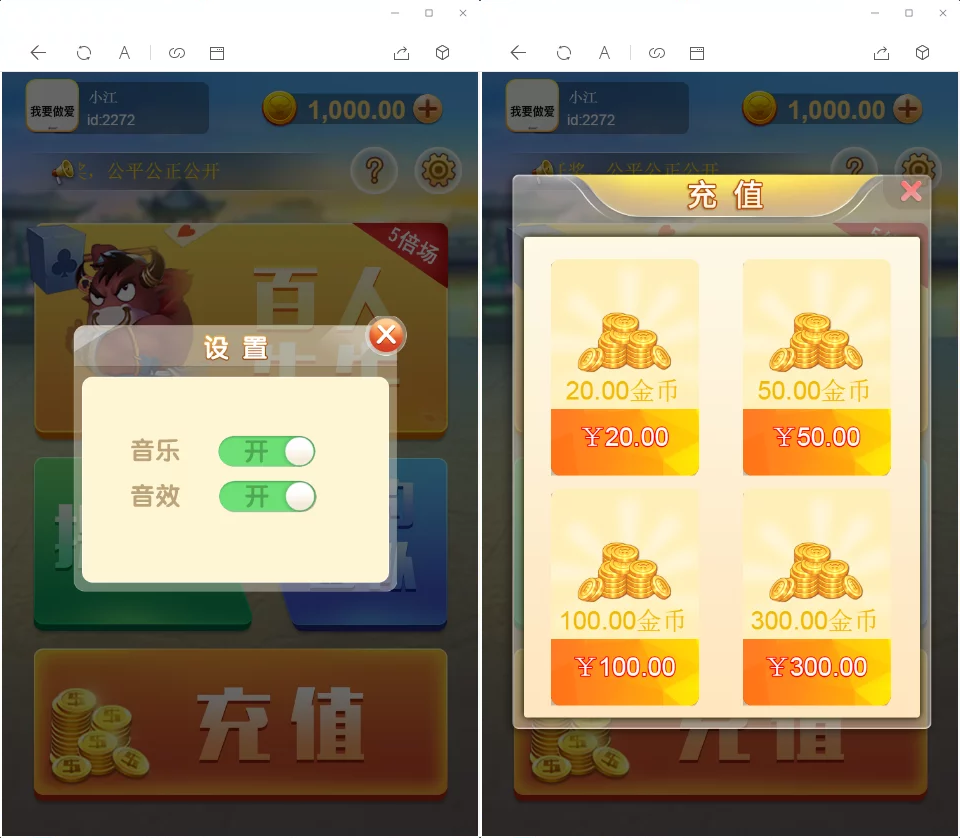 A
我要做爱
小江
id:2272
1,000.00
公平公正公开
?
5倍场
百人
设置
音乐 开
音效 开
充值
A
我要做爱
小江
id:2272
1,000.00
公平公正公开
?
充值
20.00金币
¥20.00
50.00金币
¥50.00
100.00金币
¥100.00
300.00金币
¥300.00
充值